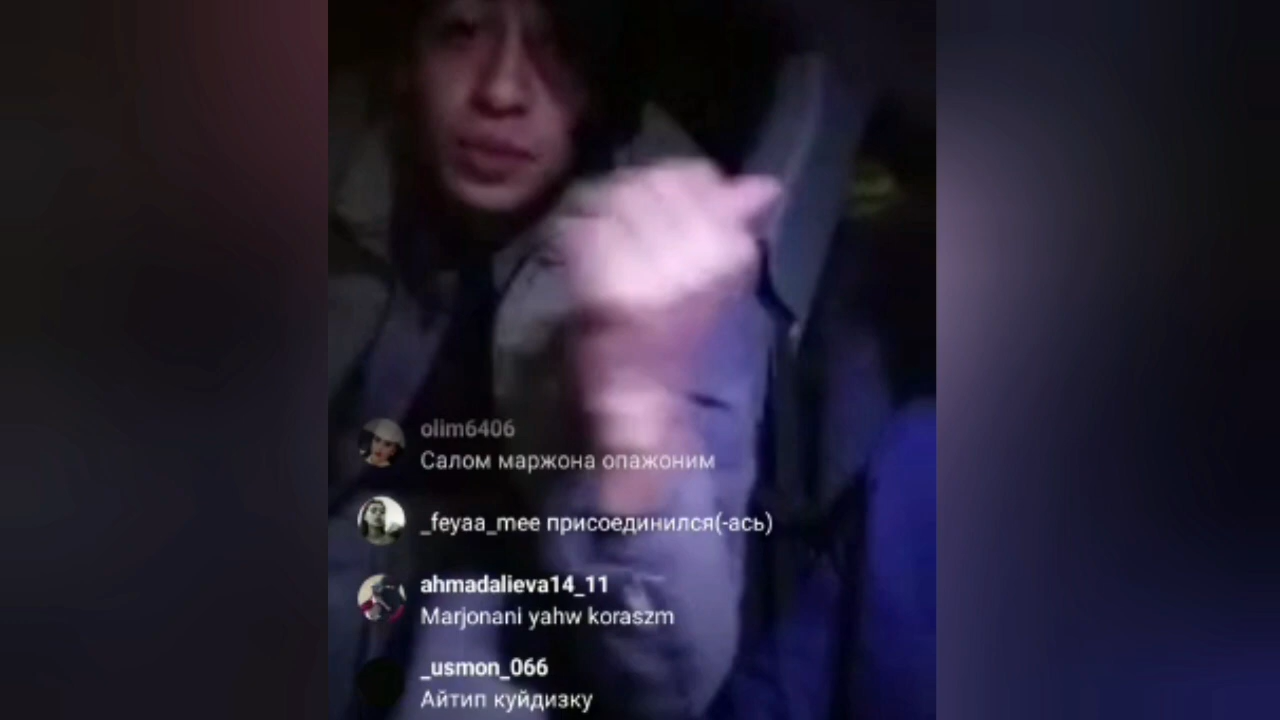 olim6406
Салом маржона опажоним
_feyaa_mee присоединился(-ась)
ahmadalieva14_11
Marjonani yahw koraszm
_usmon_066
Айтип куйдизку